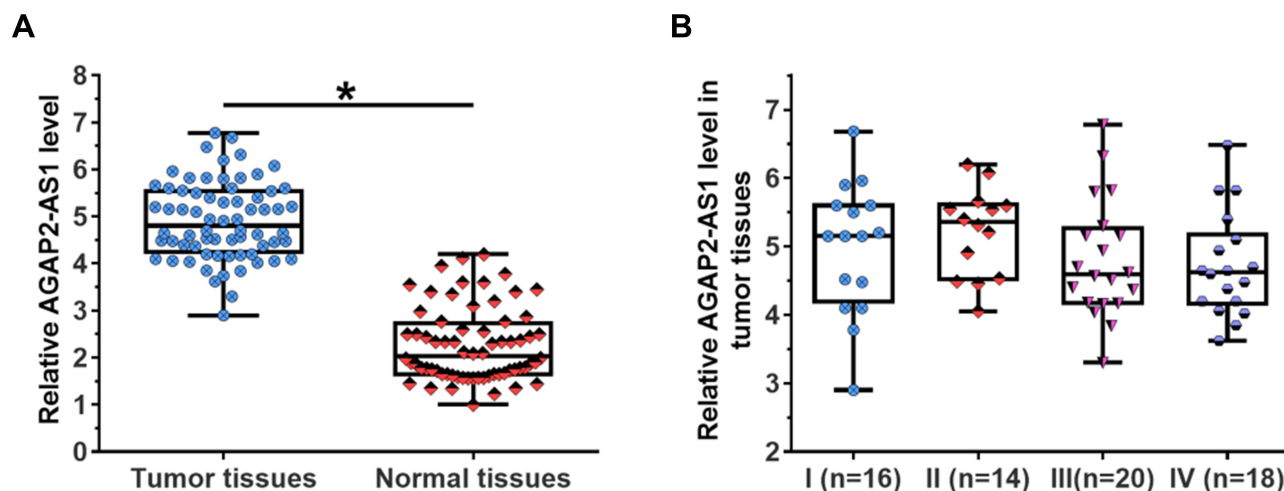 A
Relative AGAP2-AS1 level
8
7
6
5
4
3
2
1
0
*
Tumor tissues
Normal tissues
B
Relative AGAP2-AS1 level in
tumor tissues
7
6
5
4
3
2
I (n=16)
II (n=14)
III(n=20)
IV (n=18)